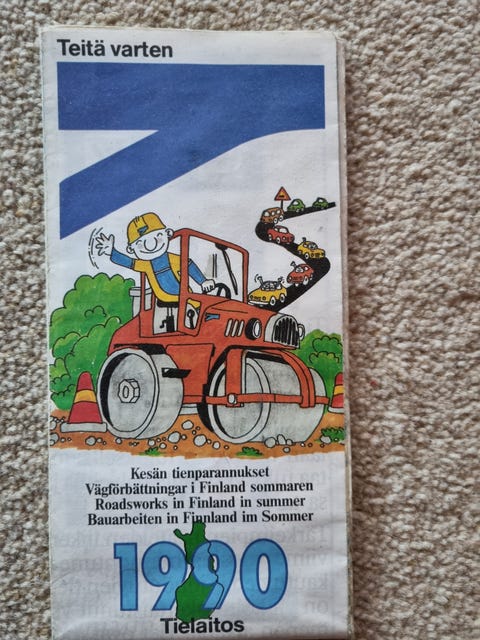 Teitä varten
Kesän tienparannukset
Vägförbättningar i Finland sommaren
Roadsworks in Finland in summer
Bauarbeiten in Finnland im Sommer
1990
Tielaitos